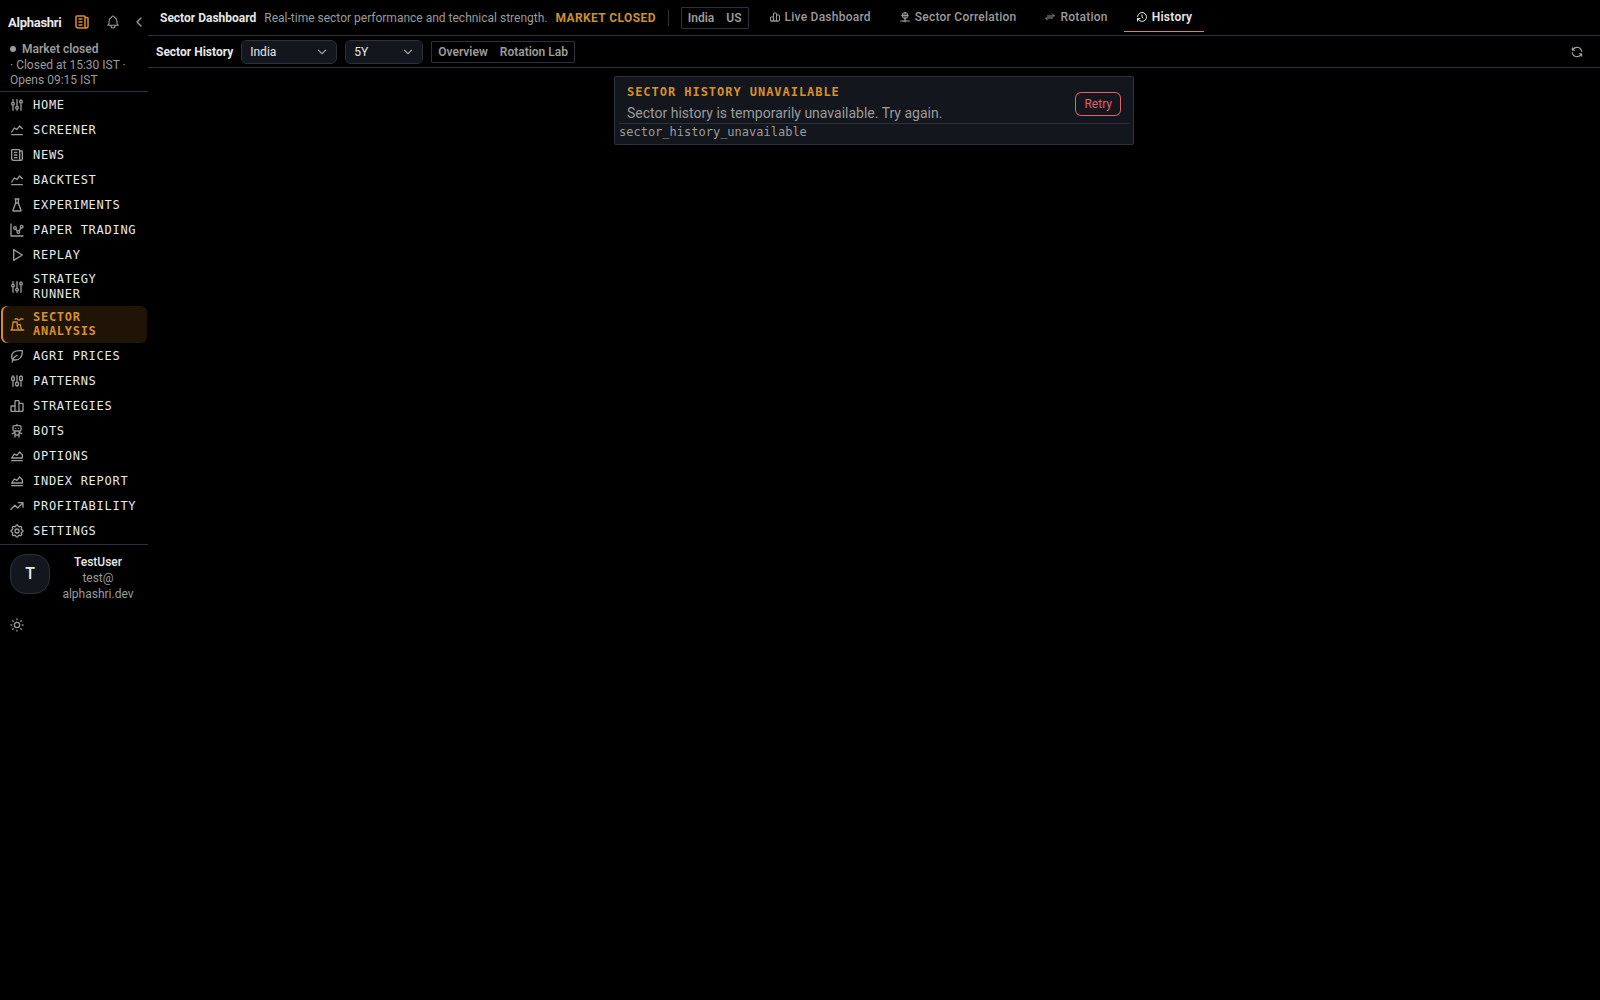 Alphashri
Market closed
· Closed at 15:30 IST ·
Opens 09:15 IST
HOME
SCREENER
NEWS
BACKTEST
EXPERIMENTS
PAPER TRADING
REPLAY
STRATEGY
RUNNER
SECTOR
ANALYSIS
AGRI PRICES
PATTERNS
STRATEGIES
BOTS
OPTIONS
INDEX REPORT
PROFITABILITY
SETTINGS
T
TestUser
test@
alphashri.dev
Sector Dashboard Real-time sector performance and technical strength. MARKET CLOSED India US Live Dashboard Sector Correlation Rotation History
Sector History India 5Y Overview Rotation Lab
SECTOR HISTORY UNAVAILABLE
Sector history is temporarily unavailable. Try again.
Retry
sector_history_unavailable